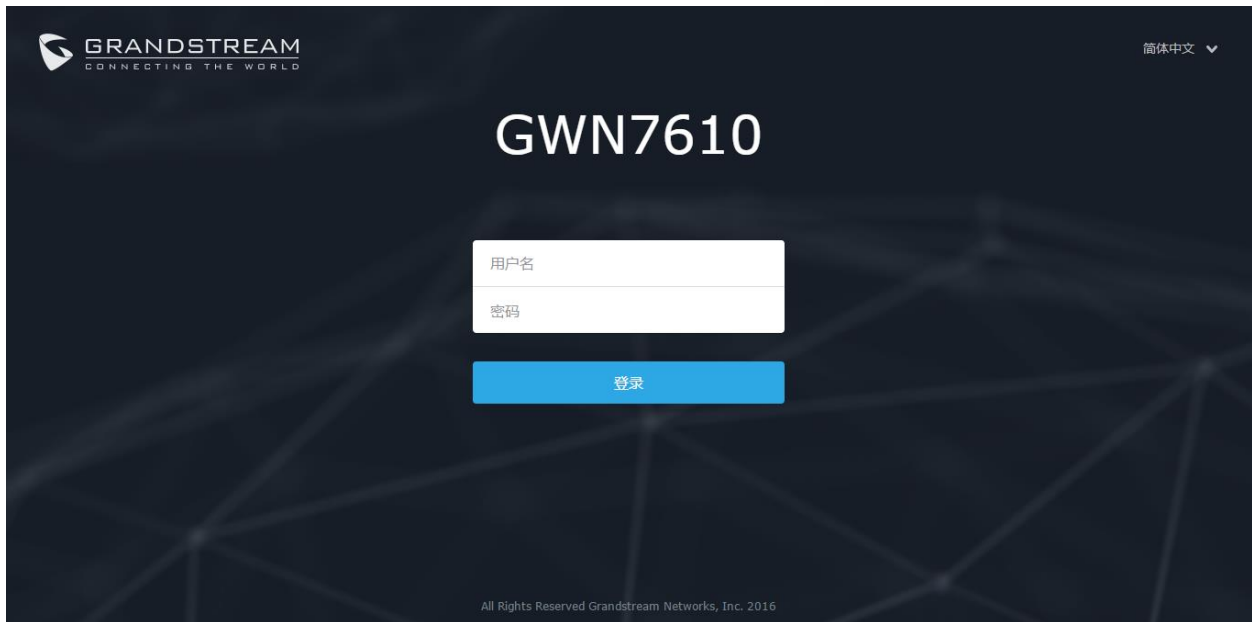 GRANDSTREAM
CONNECTING THE WORLD
简体中文
GWN7610
用户名
密码
登录
All Rights Reserved Grandstream Networks, Inc. 2016